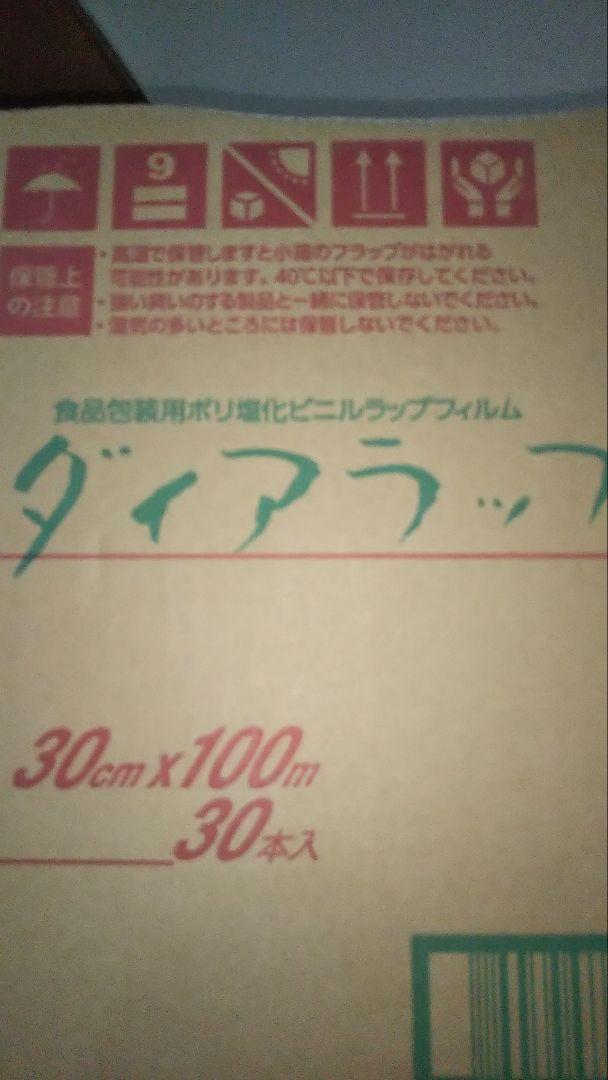 9
保管上
の注意
・高温で保管しますと小箱のフラップがはがれる
可能性があります。40℃以下で保存してください。
・強い臭いのする製品と一緒に保管しないでください。
・湿気の多いところには保管しないでください。
食品包装用ポリ塩化ビニルラップフィルム
ダイアラップ
30cm×100m
30本入